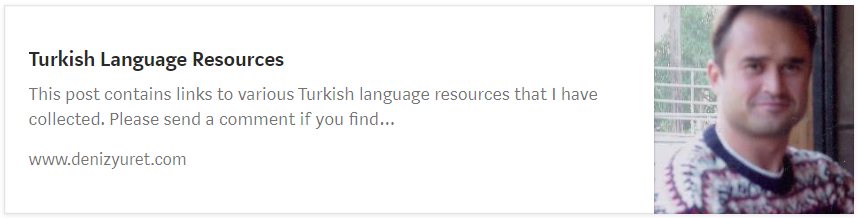 Turkish Language Resources
This post contains links to various Turkish language resources that I have
collected. Please send a comment if you find...
www.denizyuret.com